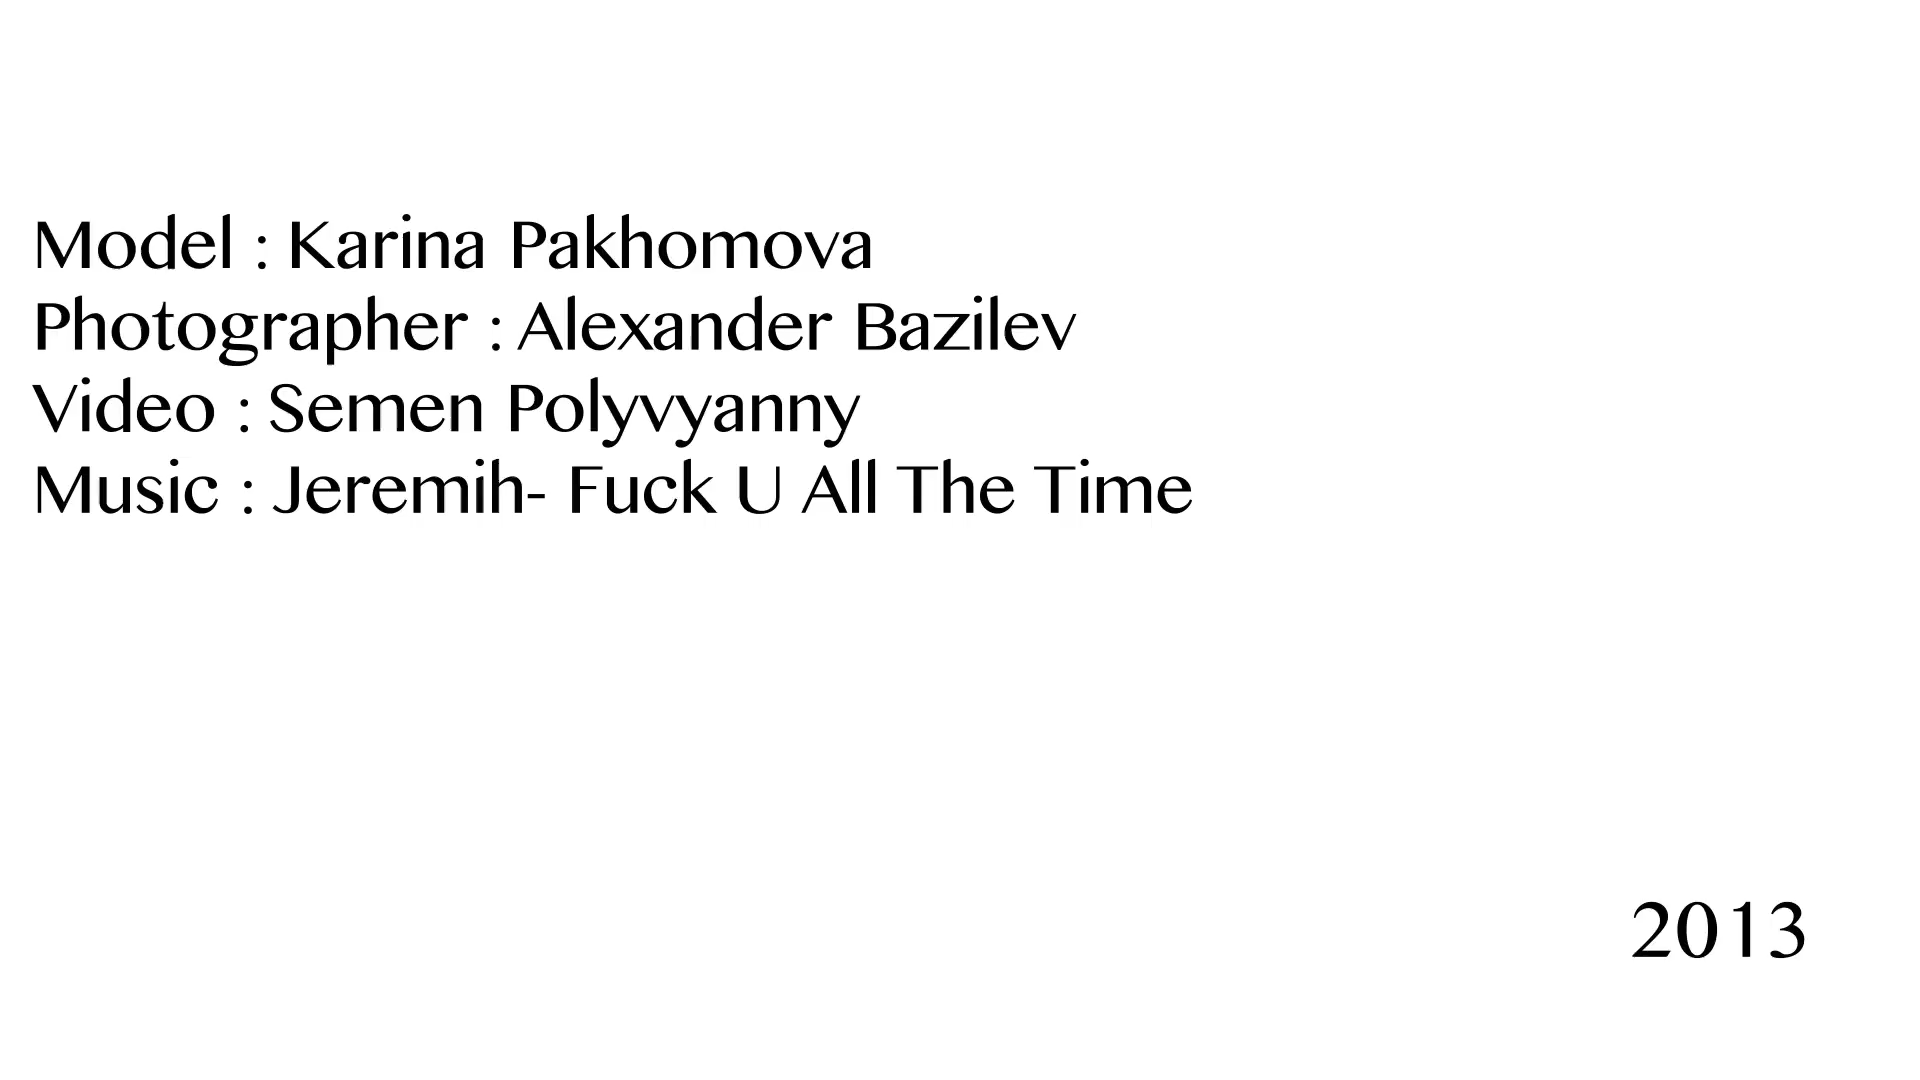 Model : Karina Pakhomova
Photographer : Alexander Bazilev
Video : Semen Polyvyanny
Music : Jeremih- Fuck U All The Time
2013